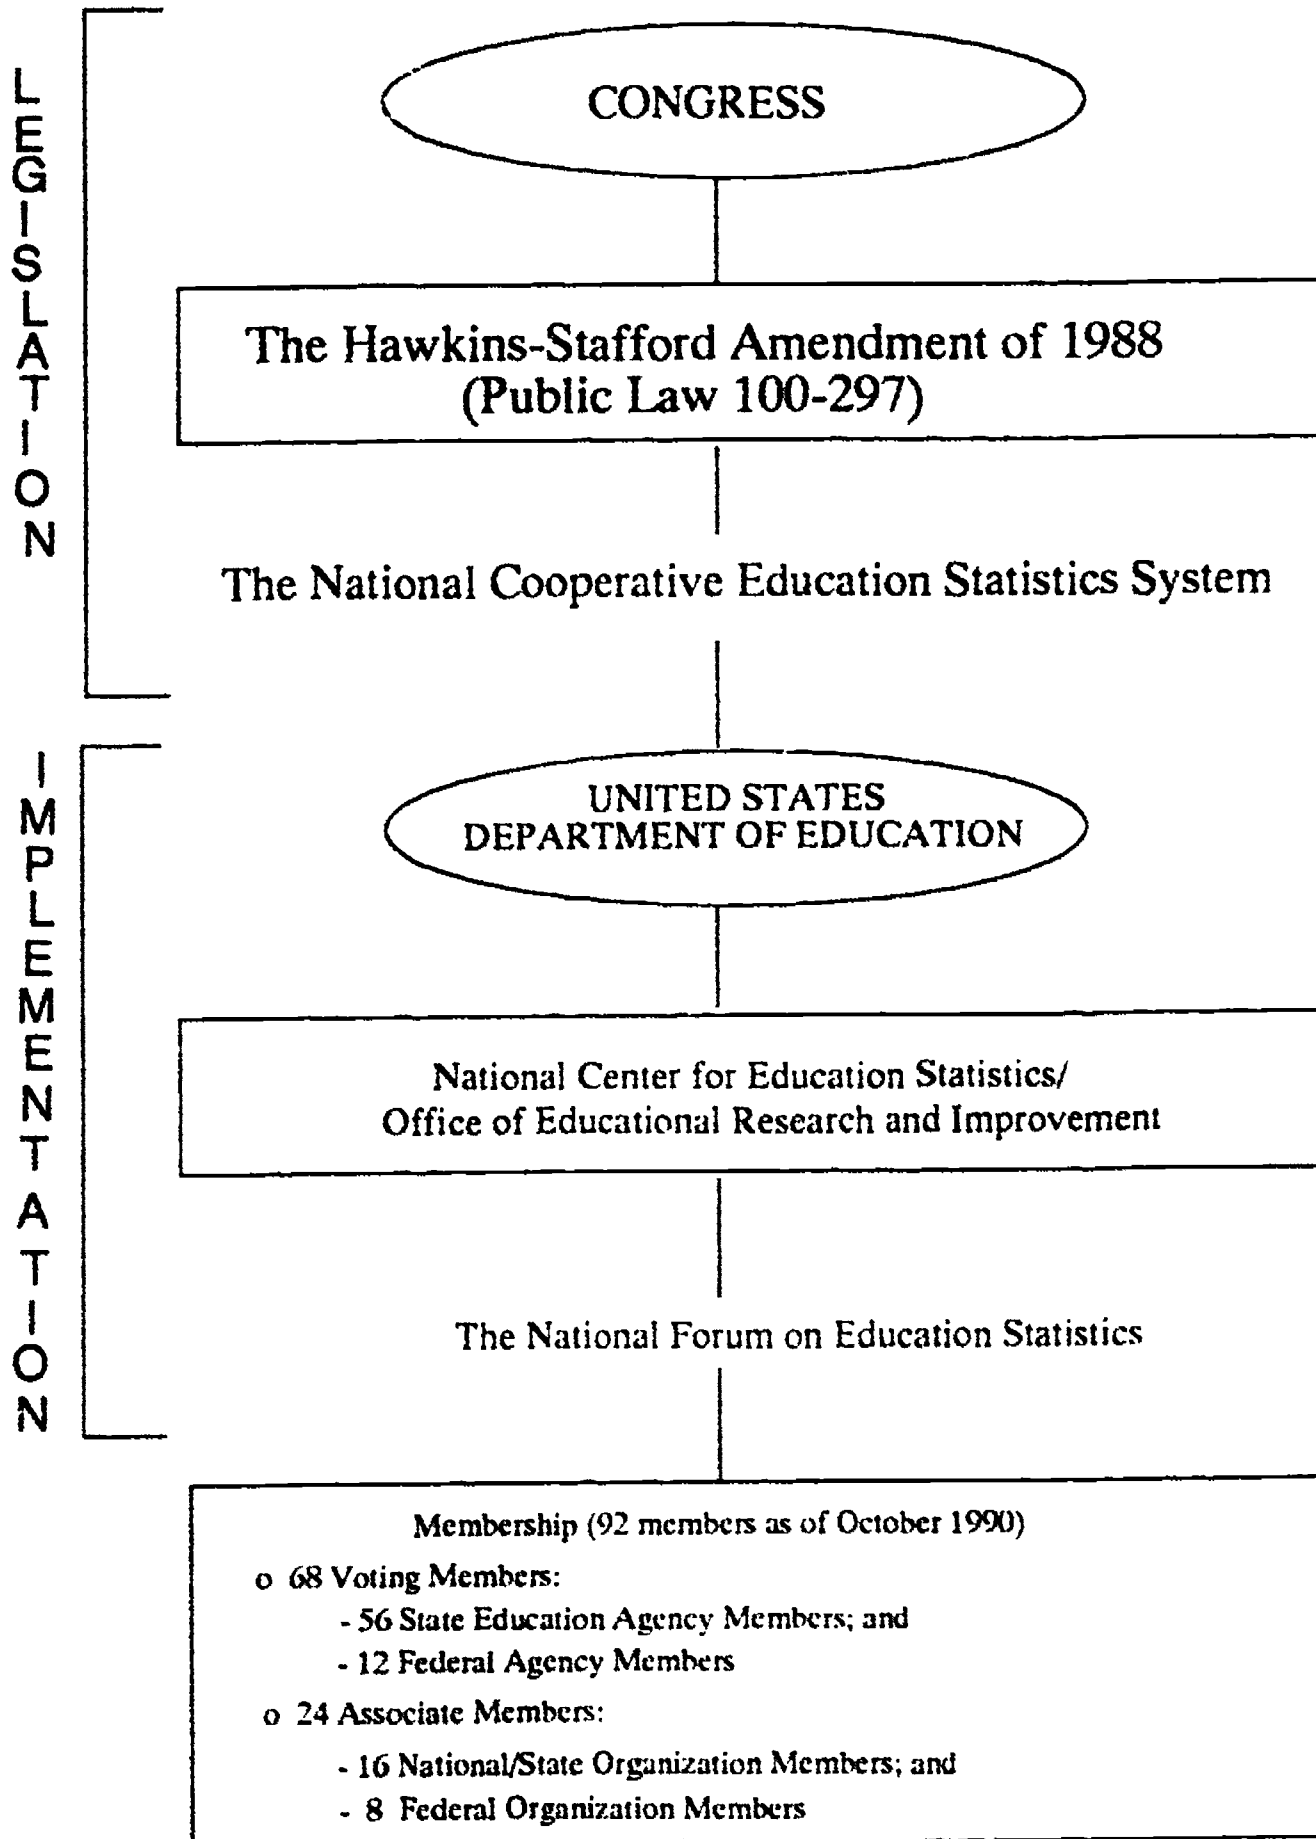 LEGISLATION
CONGRESS
The Hawkins-Stafford Amendment of 1988
(Public Law 100-297)
The National Cooperative Education Statistics System
IMPLEMENTATION
UNITED STATES
DEPARTMENT OF EDUCATION
National Center for Education Statistics/
Office of Educational Research and Improvement
The National Forum on Education Statistics
Membership (92 members as of October 1990)
o 68 Voting Members:
- 56 State Education Agency Members; and
- 12 Federal Agency Members
o 24 Associate Members:
- 16 National/State Organization Members; and
- 8 Federal Organization Members